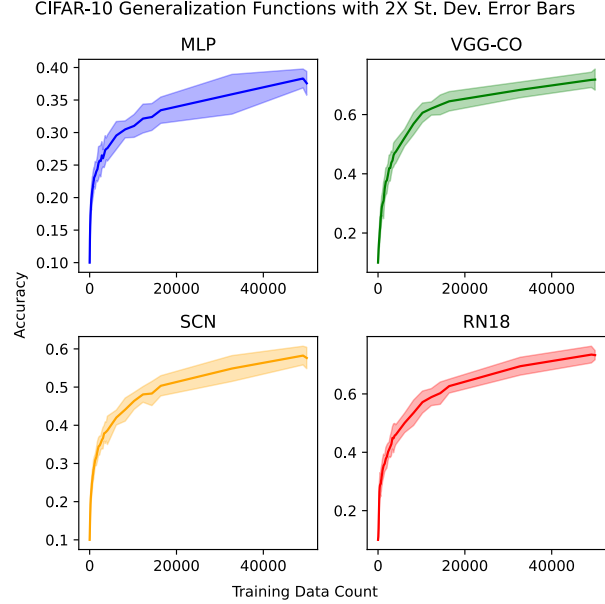 CIFAR-10 Generalization Functions with 2X St. Dev. Error Bars
MLP
VGG-CO
0.40
0.35
0.30
0.25
0.20
0.15
0.10
0.6
0.4
0.2
0 20000 40000
0 20000 40000
Accuracy
SCN
RN18
0.6
0.5
0.4
0.3
0.2
0.1
0.6
0.4
0.2
0 20000 40000
0 20000 40000
Training Data Count